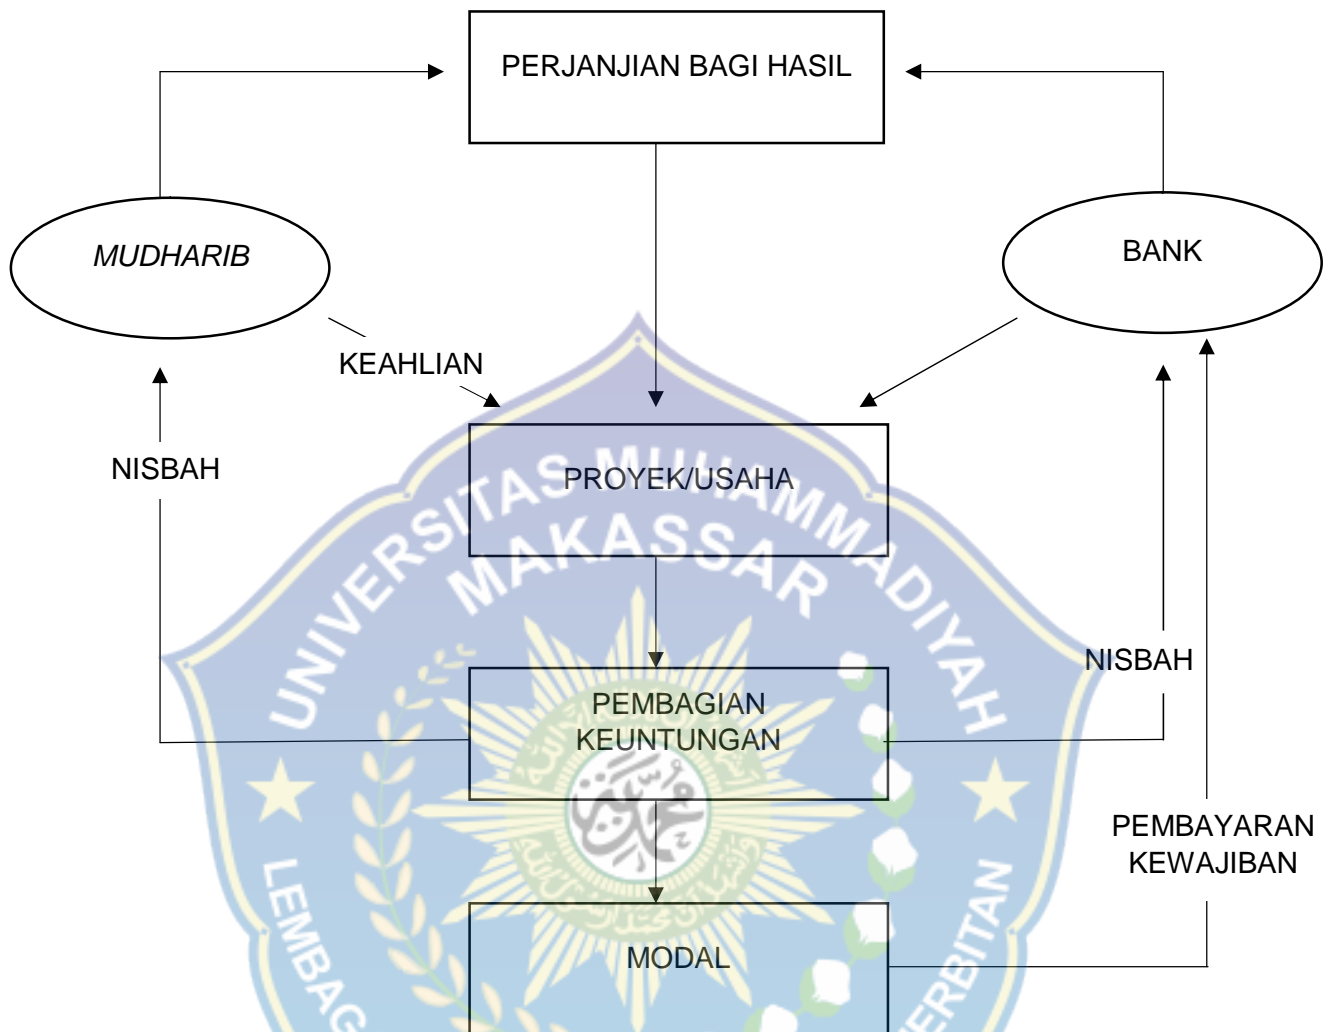 PERJANJIAN BAGI HASIL
MUDHARIB
BANK
KEAHLIAN
NISBAH
PROYEK/USAHA
UNIVERSITAS MUHAMMADIYAH
MAKASSAR
NISBAH
PEMBAGIAN
KEUNTUNGAN
PEMBAYARAN
KEWAJIBAN
MODAL